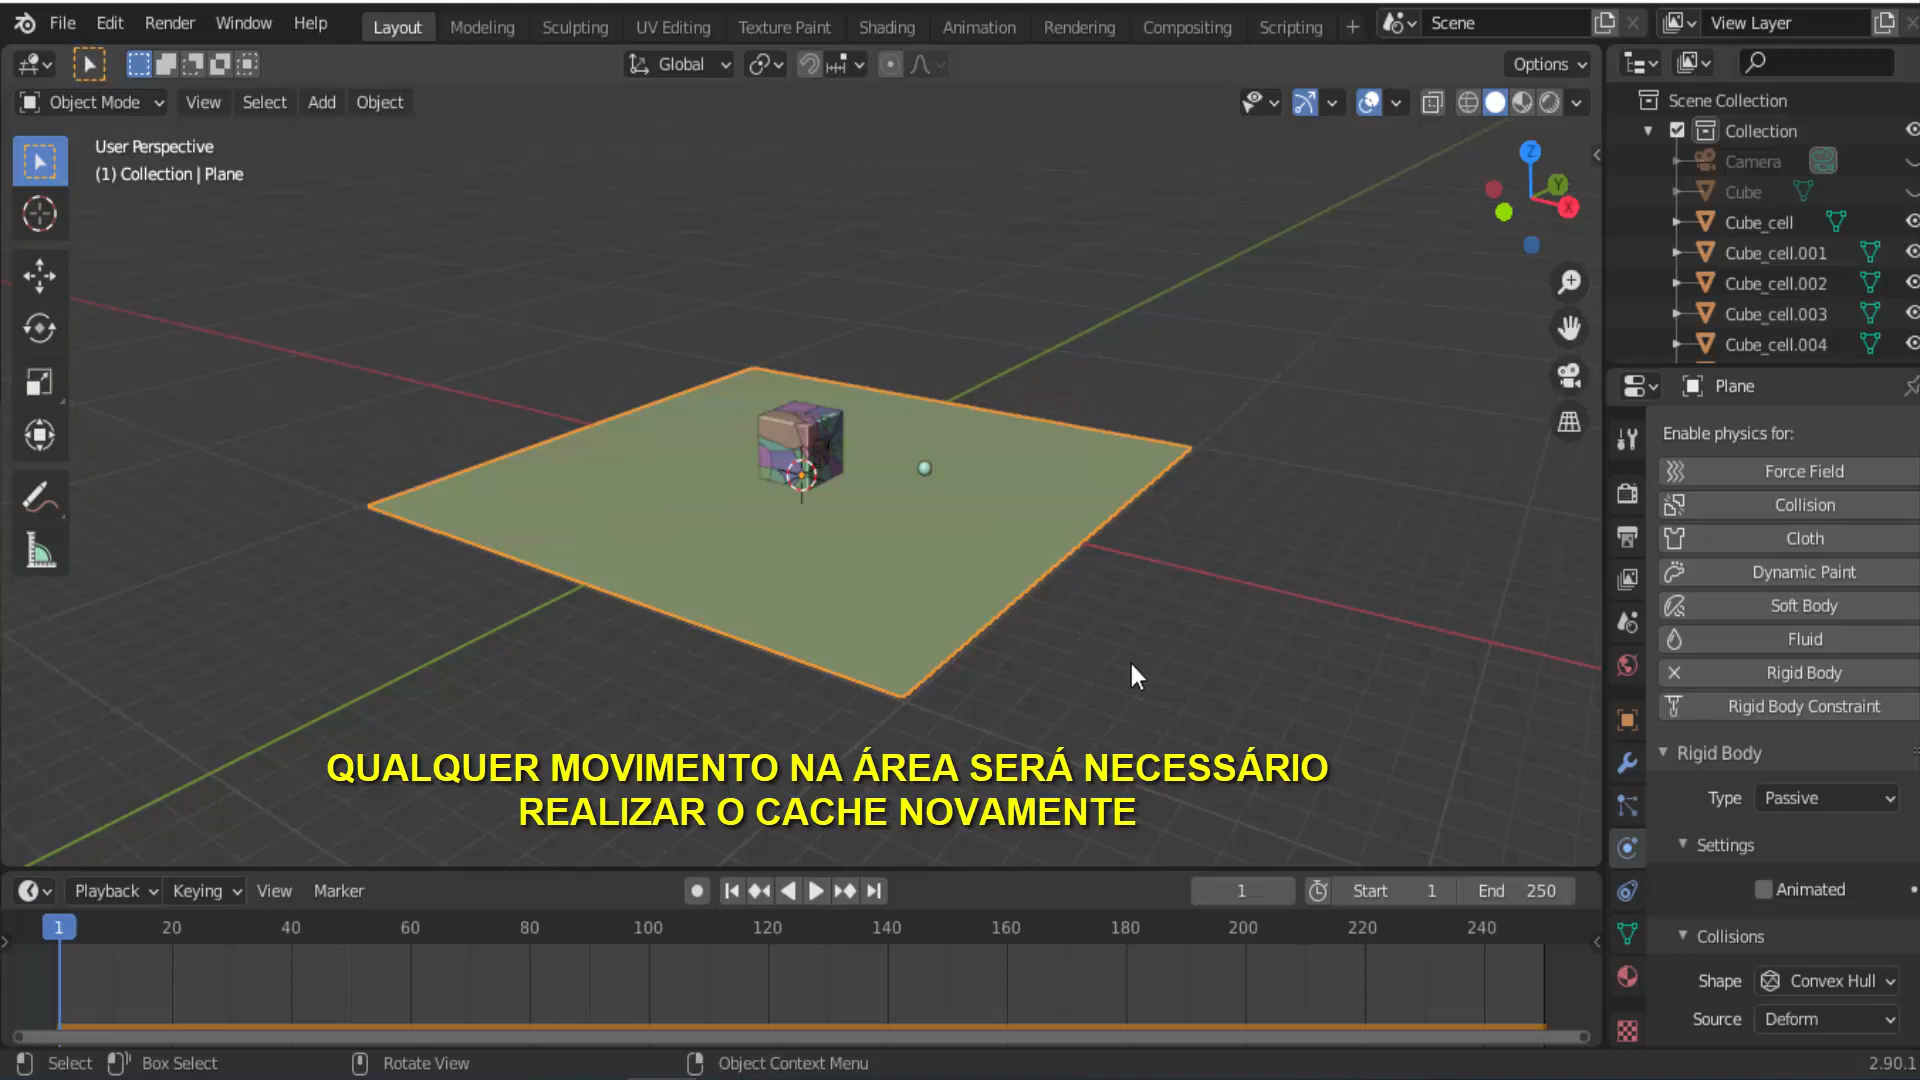 File Edit Render Window Help Layout Modeling Sculpting UV Editing Texture Paint Shading Animation Rendering Compositing Scripting + Scene View Layer
Global Options
Object Mode View Select Add Object
User Perspective
(1) Collection | Plane
Z
Y
X
Scene Collection
Collection
Camera
Cube
Cube_cell
Cube_cell.001
Cube_cell.002
Cube_cell.003
Cube_cell.004
Plane
Enable physics for:
Force Field
Collision
Cloth
Dynamic Paint
Soft Body
Fluid
Rigid Body
Rigid Body Constraint
Rigid Body
Type Passive
Settings
Animated
Collisions
Shape Convex Hull
Source Deform
QUALQUER MOVIMENTO NA ÁREA SERÁ NECESSÁRIO
REALIZAR O CACHE NOVAMENTE
Playback Keying View Marker 1 Start 1 End 250
1 20 40 60 80 100 120 140 160 180 200 220 240
Select Box Select Rotate View Object Context Menu 2.90.1